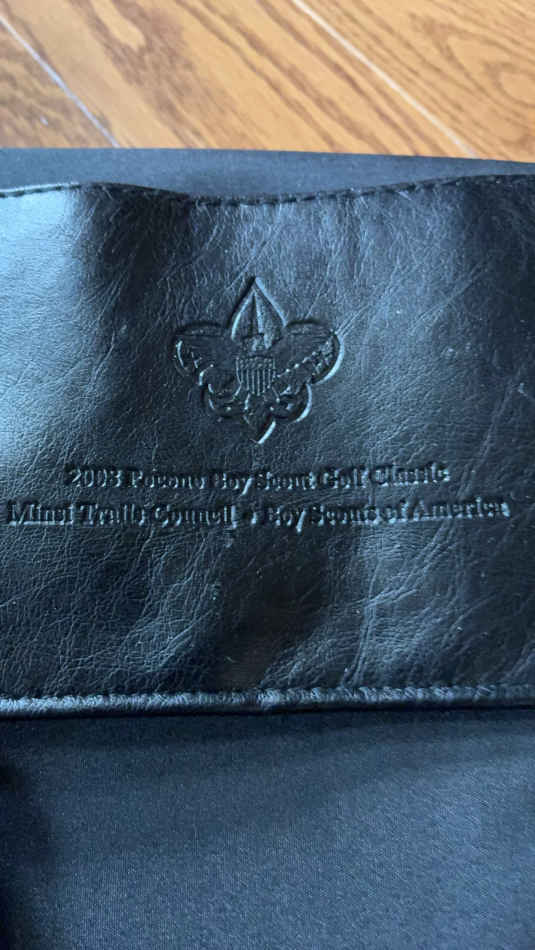 2003 Pocono Boy Scout Golf Classic
Minsi Trails Council • Boy Scouts of America